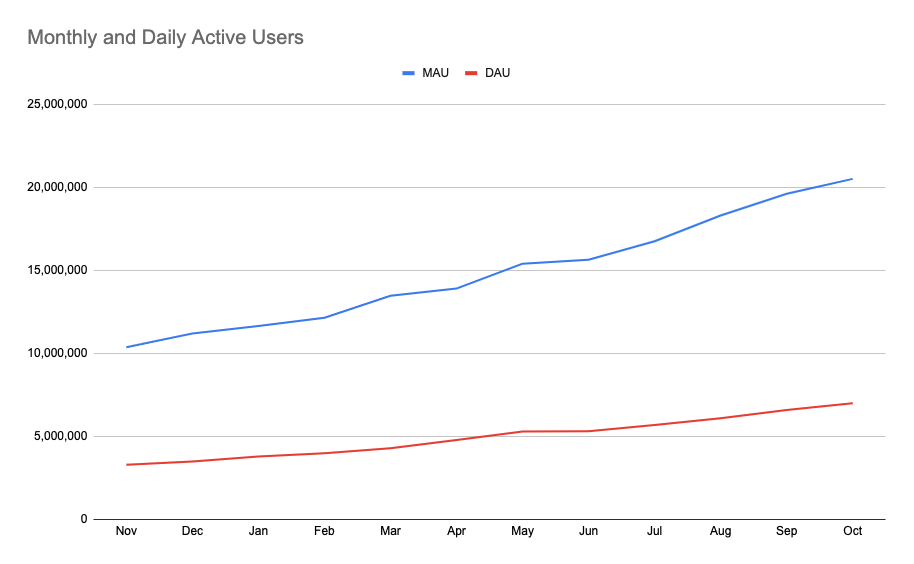 Monthly and Daily Active Users
MAU DAU
25,000,000
20,000,000
15,000,000
10,000,000
5,000,000
0
Nov Dec Jan Feb Mar Apr May Jun Jul Aug Sep Oct